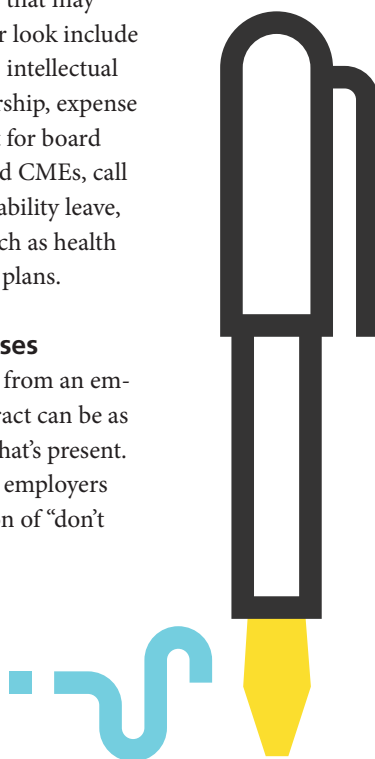 that may
r look include
intellectual
rship, expense
for board
d CMEs, call
ability leave,
ch as health
plans.
ses
from an em-
ract can be as
hat's present.
employers
n of “don't